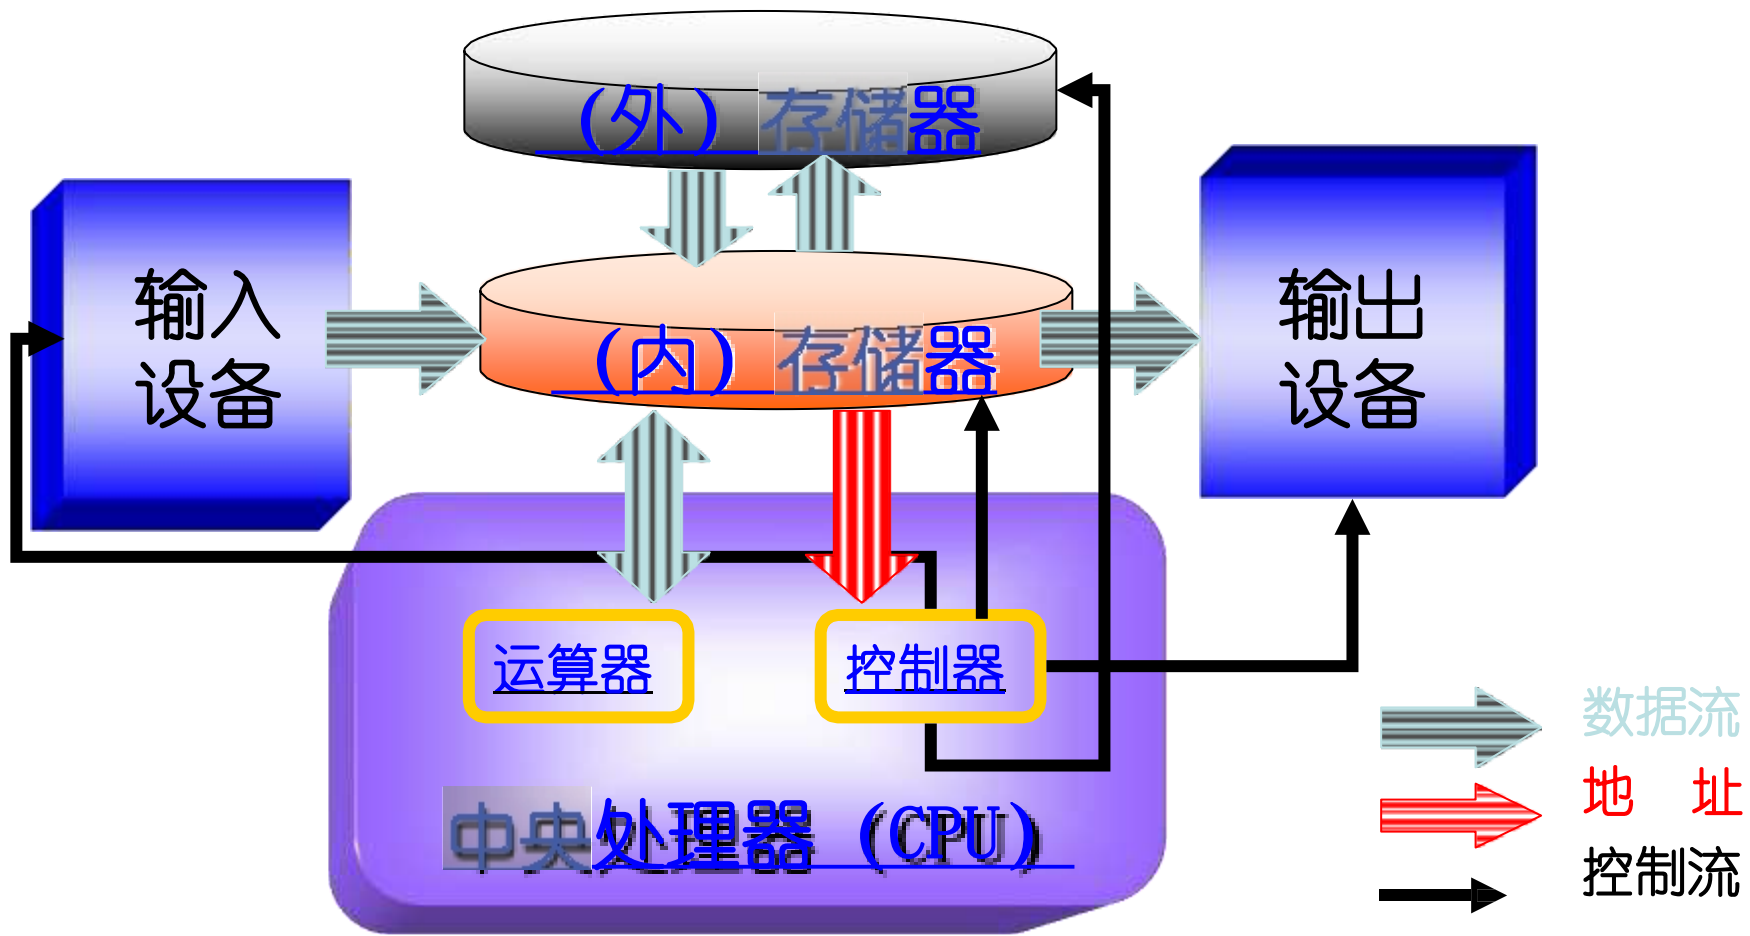 （外）存储器
输入
设备
（内）存储器
输出
设备
运算器
控制器
中央处理器（CPU）
数据流
地 址
控制流